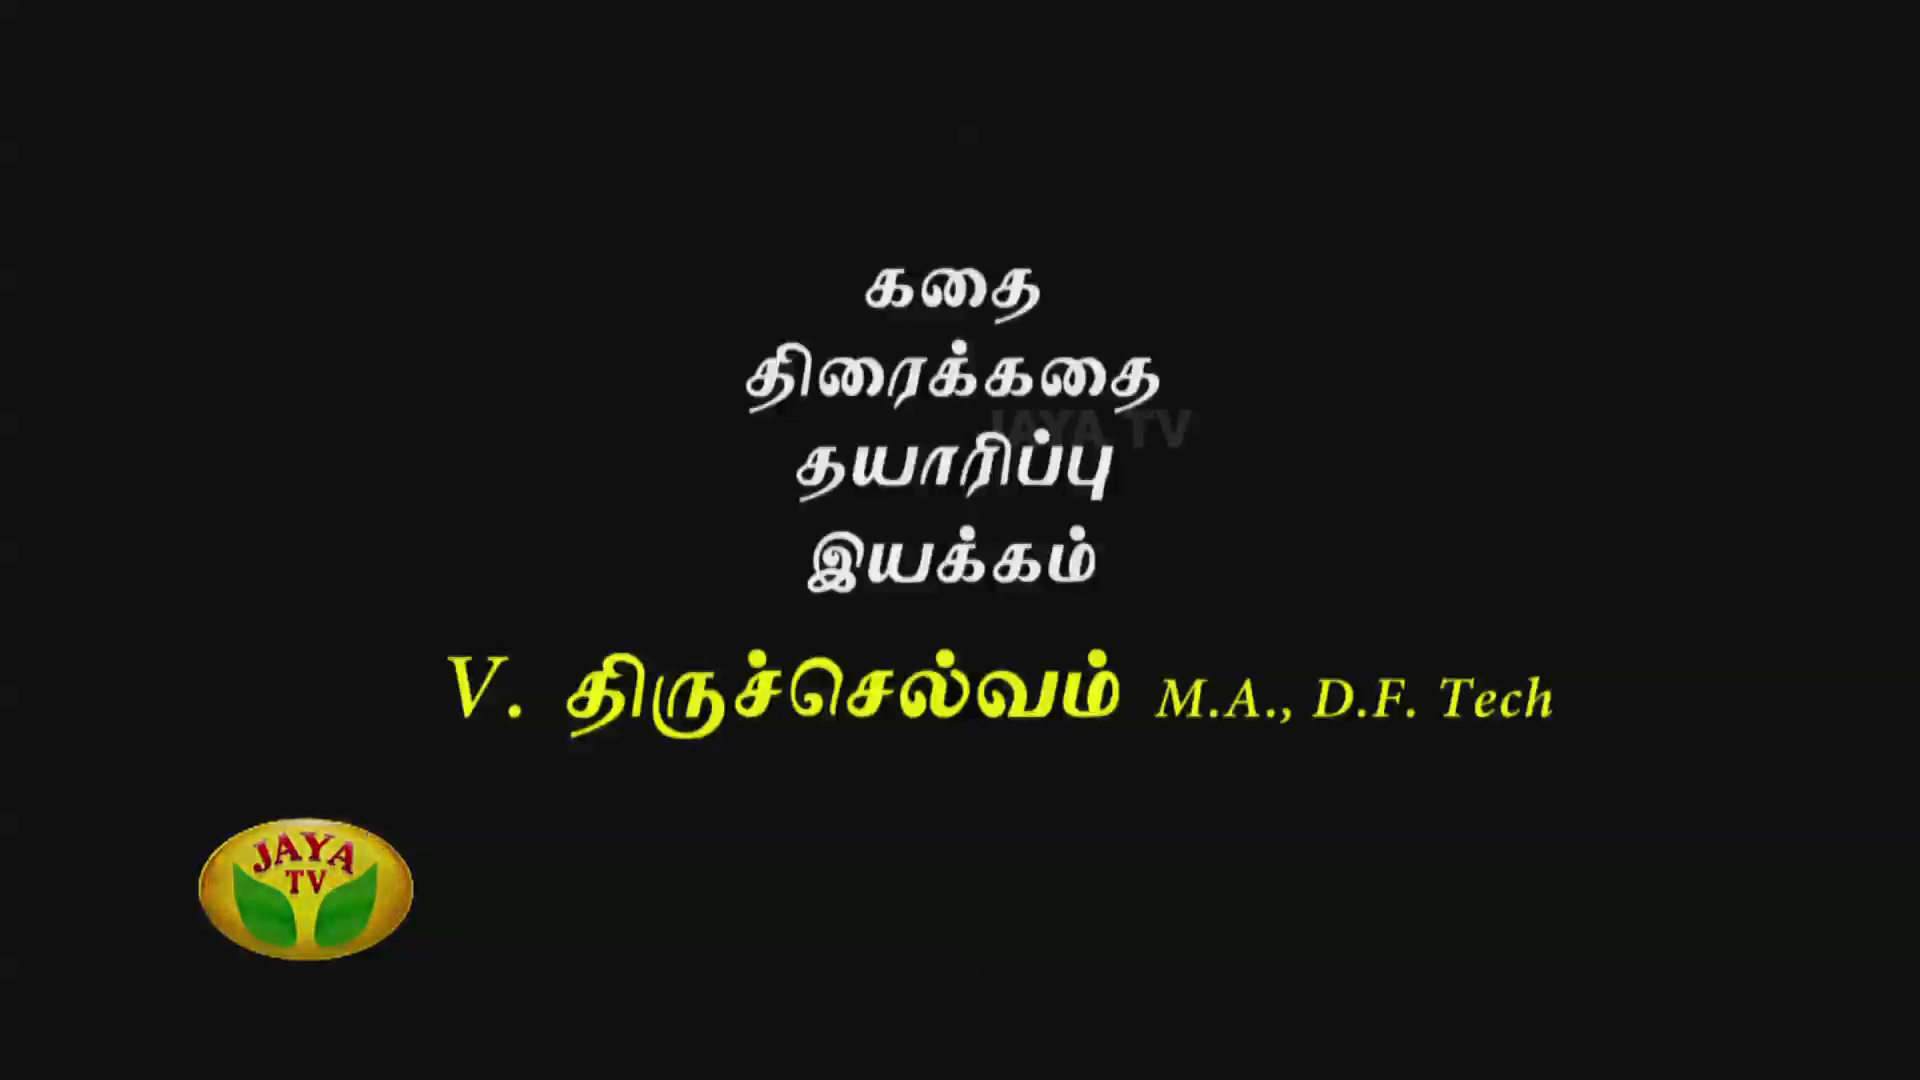 கதை
திரைக்கதை
JAYA TV
தயாரிப்பு
இயக்கம்
V. திருச்செல்வம் M.A., D.F. Tech
JAYA
TV